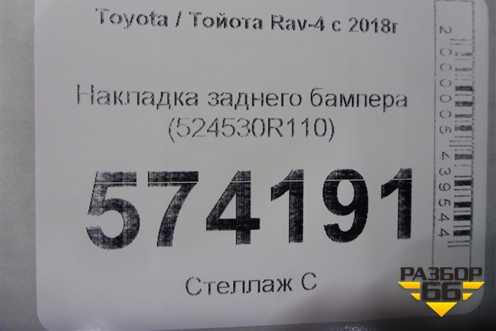 Toyota / Тойота Rav-4 с 2018г
Накладка заднего бампера
(524530R110)
574191
Стеллаж С
2000005439544
РАЗБОР
66